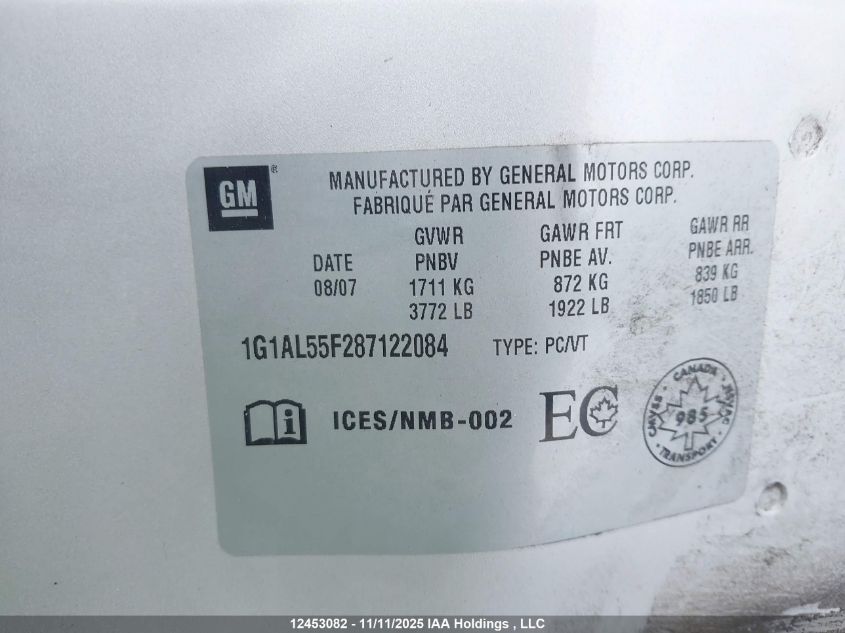 GM ®
MANUFACTURED BY GENERAL MOTORS CORP.
FABRIQUÉ PAR GENERAL MOTORS CORP.
GVWR GAWR FRT GAWR RR
DATE PNBV PNBE AV. PNBE ARR.
08/07 1711 KG 872 KG 839 KG
3772 LB 1922 LB 1850 LB
1G1AL55F287122084 TYPE: PC/VT
i ICES/NMB-002 EC
CANADA
CMVSS 985 NSVAC
TRANSPORT
12453082 - 11/11/2025 IAA Holdings , LLC